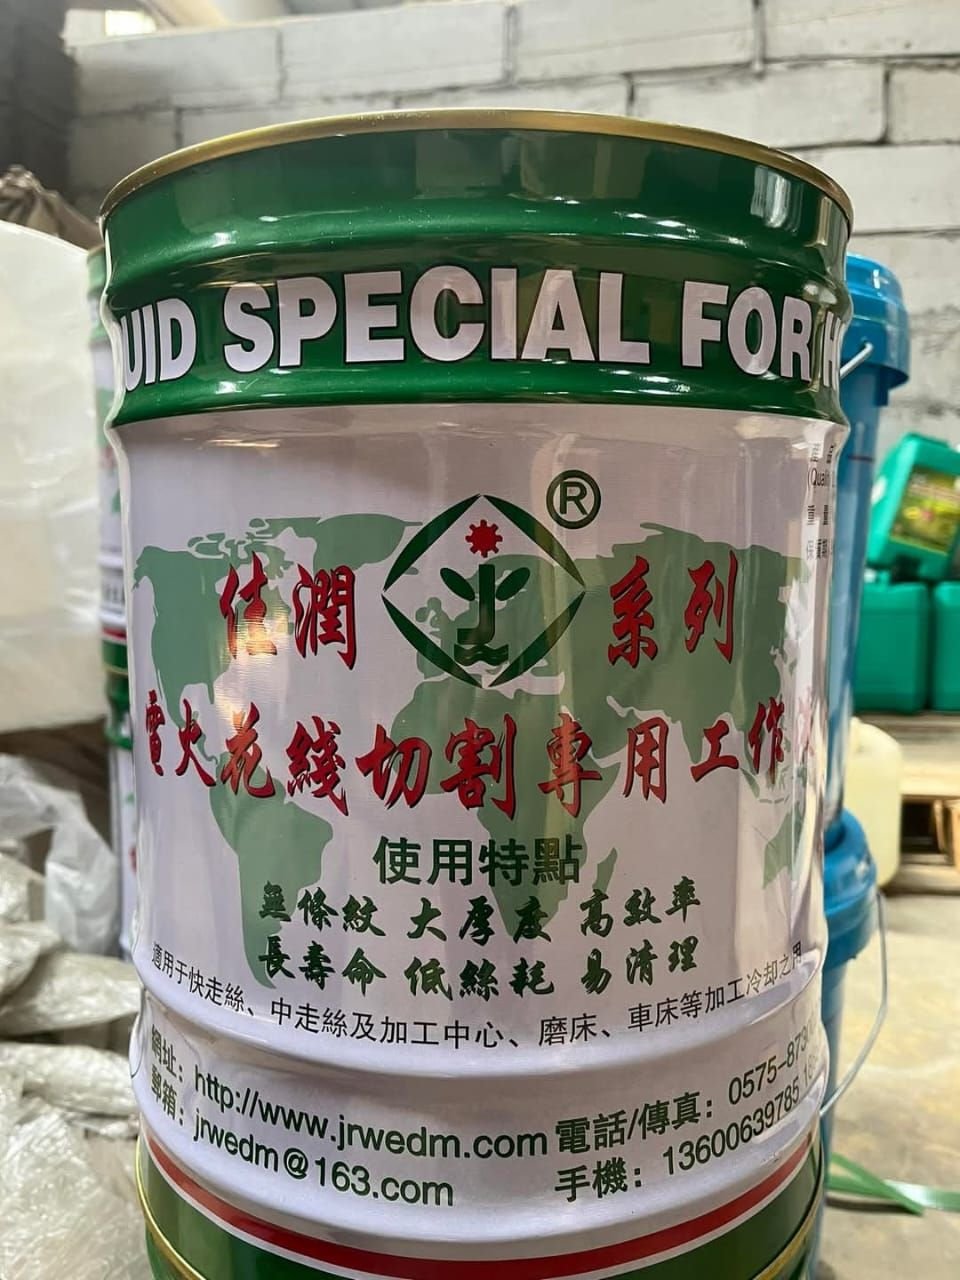 UID SPECIAL FOR H
®
佳潤 系列
電火花綫切割專用工作
使用特點
無條紋 大厚度 高效率
長壽命 低絲耗 易清理
適用于快走絲、中走絲及加工中心、磨床、車床等加工冷却之用
網址：http://www.jrwedm.com 電話/傳真：0575-8730
郵箱：jrwedm@163.com 手機：13600639785